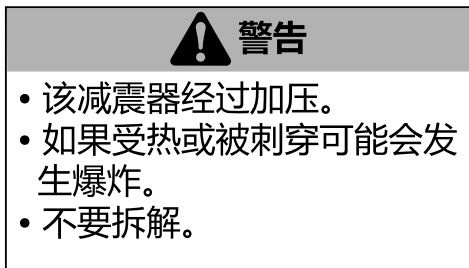 警告
• 该减震器经过加压。
• 如果受热或被刺穿可能会发
生爆炸。
• 不要拆解。